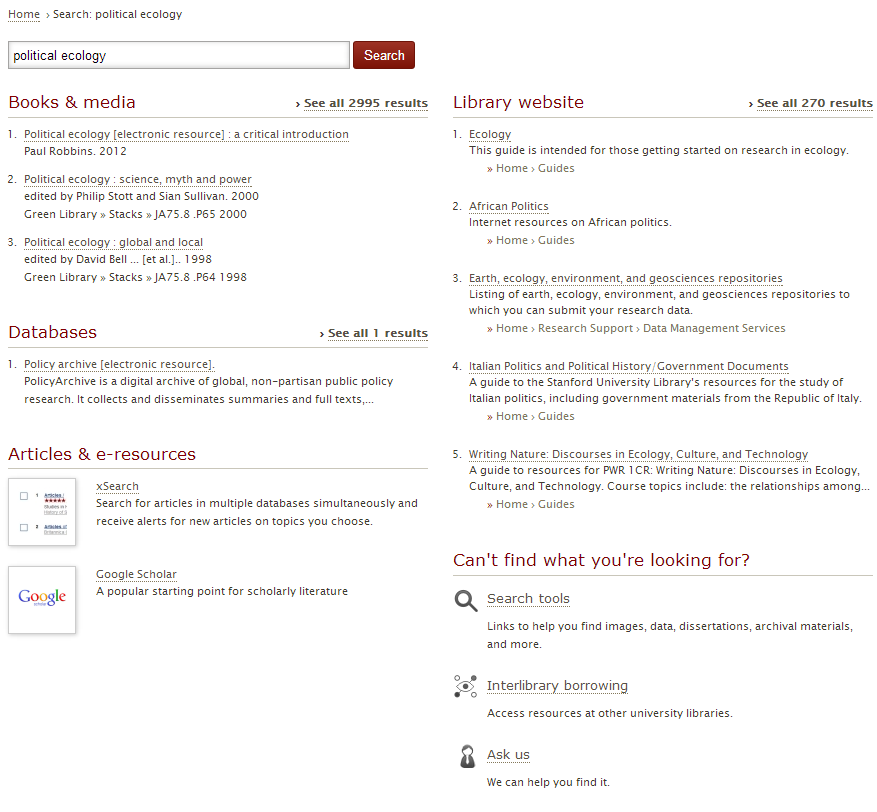 Home › Search: political ecology
political ecology
Search
Books & media
› See all 2995 results
1. Political ecology [electronic resource] : a critical introduction
Paul Robbins. 2012
2. Political ecology : science, myth and power
edited by Philip Stott and Sian Sullivan. 2000
Green Library » Stacks » JA75.8 .P65 2000
3. Political ecology : global and local
edited by David Bell ... [et al.].. 1998
Green Library » Stacks » JA75.8 .P64 1998
Databases
› See all 1 results
1. Policy archive [electronic resource].
PolicyArchive is a digital archive of global, non-partisan public policy
research. It collects and disseminates summaries and full texts,...
Articles & e-resources
1 Articles
2 Articles
xSearch
Search for articles in multiple databases simultaneously and
receive alerts for new articles on topics you choose.
Google
scholar
Google Scholar
A popular starting point for scholarly literature
Library website
› See all 270 results
1. Ecology
This guide is intended for those getting started on research in ecology.
» Home › Guides
2. African Politics
Internet resources on African politics.
» Home › Guides
3. Earth, ecology, environment, and geosciences repositories
Listing of earth, ecology, environment, and geosciences repositories to
which you can submit your research data.
» Home › Research Support › Data Management Services
4. Italian Politics and Political History/Government Documents
A guide to the Stanford University Library's resources for the study of
Italian politics, including government materials from the Republic of Italy.
» Home › Guides
5. Writing Nature: Discourses in Ecology, Culture, and Technology
A guide to resources for PWR 1CR: Writing Nature: Discourses in Ecology,
Culture, and Technology. Course topics include: the relationships among...
» Home › Guides
Can't find what you're looking for?
Search tools
Links to help you find images, data, dissertations, archival materials,
and more.
Interlibrary borrowing
Access resources at other university libraries.
Ask us
We can help you find it.